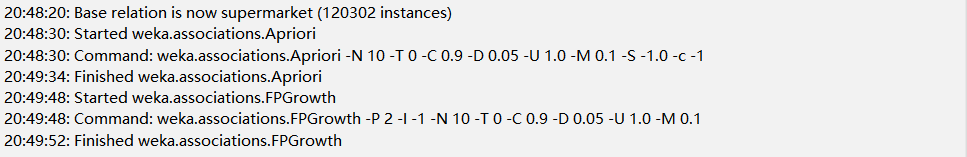 20:48:20: Base relation is now supermarket (120302 instances)
20:48:30: Started weka.associations.Apriori
20:48:30: Command: weka.associations.Apriori -N 10 -T 0 -C 0.9 -D 0.05 -U 1.0 -M 0.1 -S -1.0 -c -1
20:49:34: Finished weka.associations.Apriori
20:49:48: Started weka.associations.FPGrowth
20:49:48: Command: weka.associations.FPGrowth -P 2 -I -1 -N 10 -T 0 -C 0.9 -D 0.05 -U 1.0 -M 0.1
20:49:52: Finished weka.associations.FPGrowth